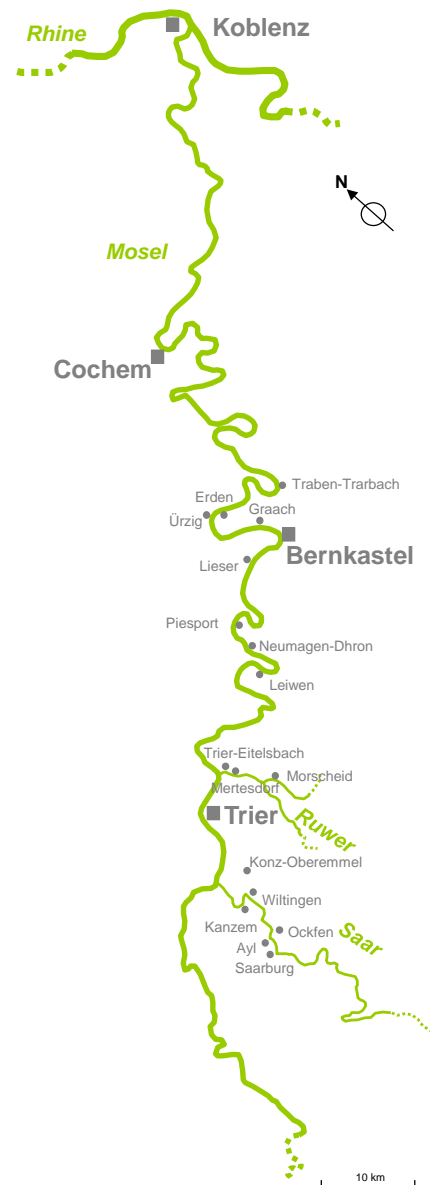 Koblenz
Rhine
N
Mosel
Cochem
Traben-Trarbach
Erden
Graach
Ürzig
Bernkastel
Lieser
Piesport
Neumagen-Dhron
Leiwen
Trier-Eitelsbach
Morscheid
Mertesdorf
Trier
Ruwer
Konz-Oberemmel
Wiltingen
Kanzem
Ockfen
Saar
Ayl
Saarburg
10 km